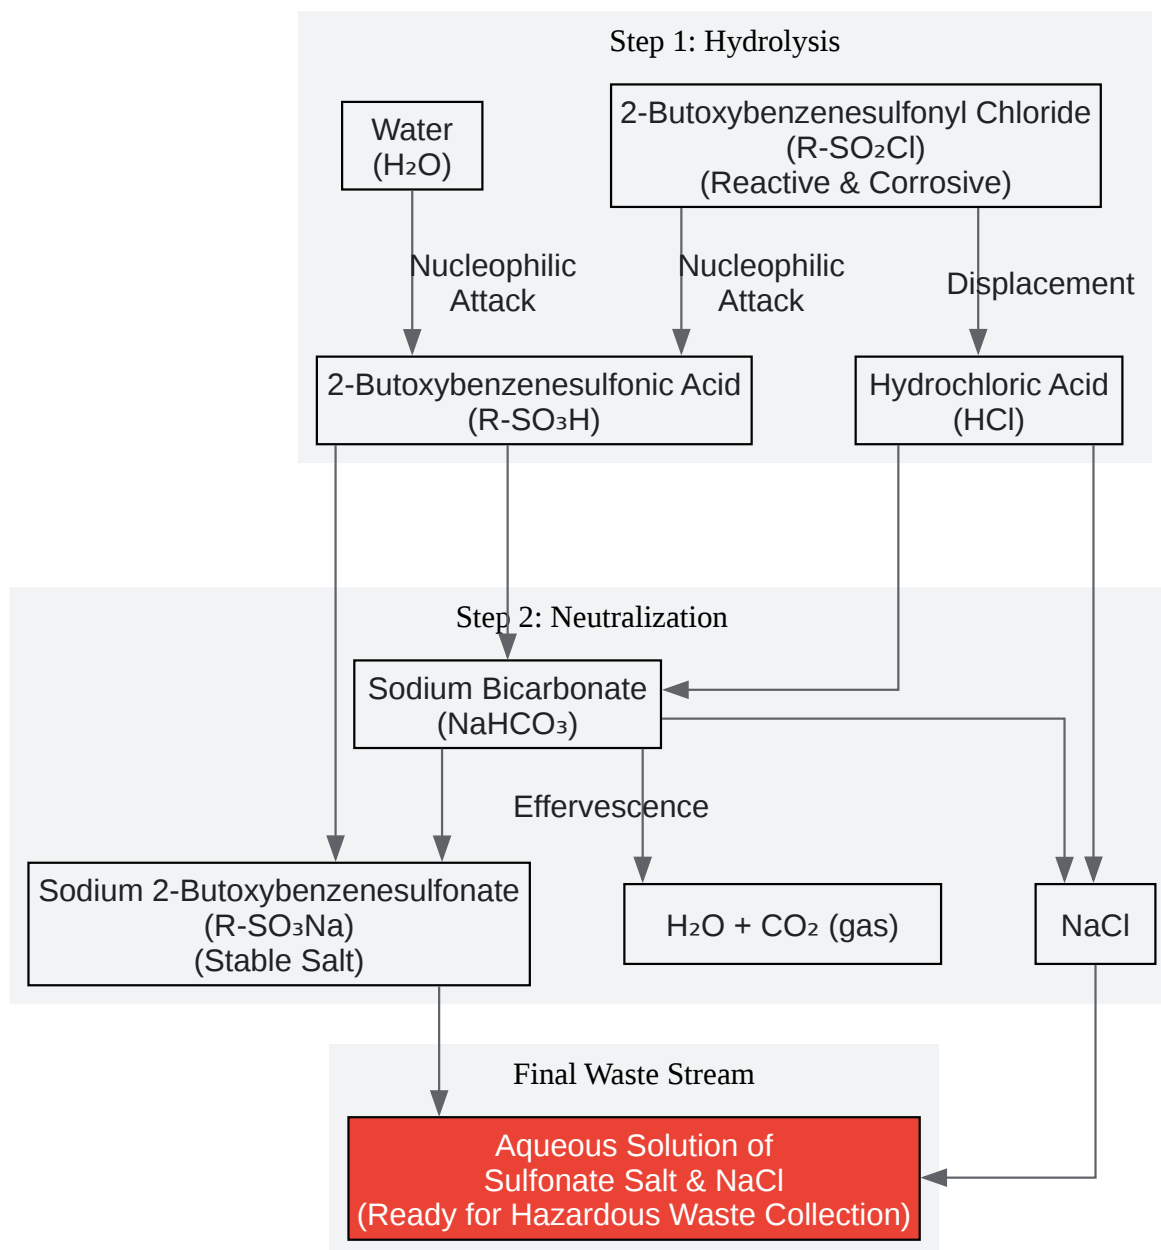 Step 1: Hydrolysis
Water
(H₂O)
2-Butoxybenzenesulfonyl Chloride
(R-SO₂Cl)
(Reactive & Corrosive)
Nucleophilic
Attack
Nucleophilic
Attack
Displacement
2-Butoxybenzenesulfonic Acid
(R-SO₃H)
Hydrochloric Acid
(HCl)
Step 2: Neutralization
Sodium Bicarbonate
(NaHCO₃)
Effervescence
Sodium 2-Butoxybenzenesulfonate
(R-SO₃Na)
(Stable Salt)
H₂O + CO₂ (gas)
NaCl
Final Waste Stream
Aqueous Solution of
Sulfonate Salt & NaCl
(Ready for Hazardous Waste Collection)